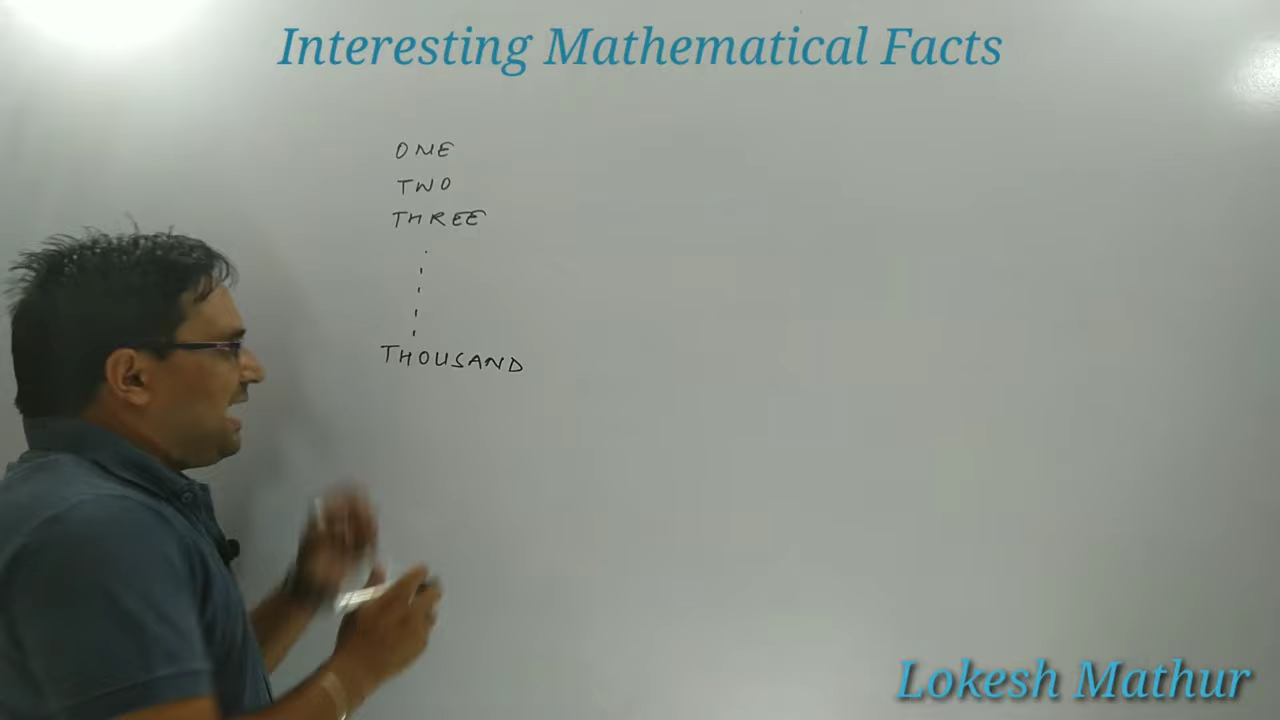 Interesting Mathematical Facts
ONE
TWO
THREE
THOUSAND
Lokesh Mathur